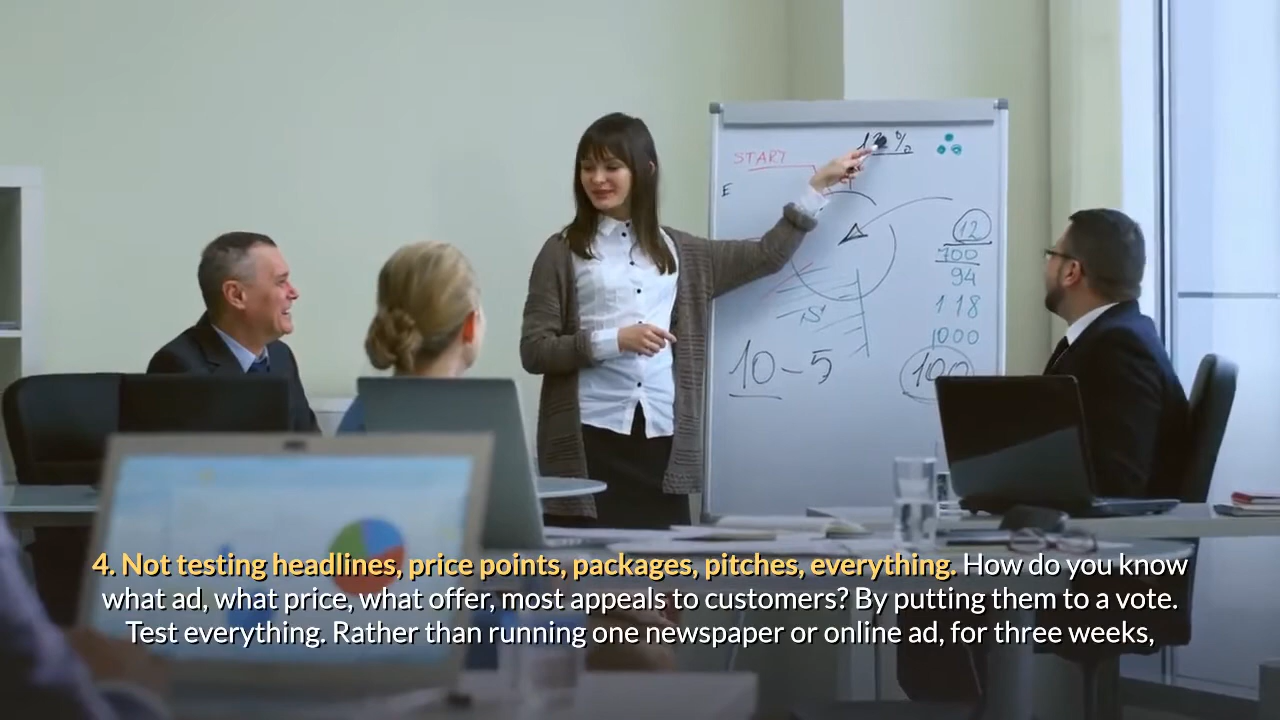 START
E
12
700
94
118
1000
10-5
100
4. Not testing headlines, price points, packages, pitches, everything. How do you know
what ad, what price, what offer, most appeals to customers? By putting them to a vote.
Test everything. Rather than running one newspaper or online ad, for three weeks,